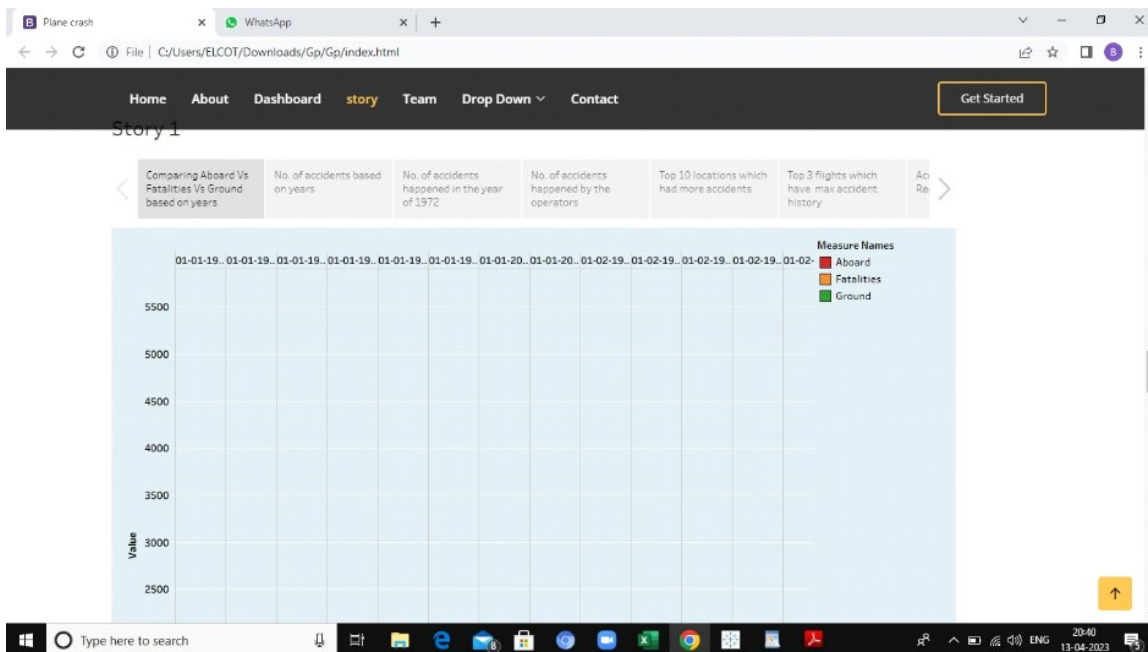 Plane crash
WhatsApp
File | C:/Users/ELCOT/Downloads/Gp/Gp/index.html
B
Home About Dashboard story Team Drop Down Contact
Get Started
Story 1
Comparing Aboard Vs
Fatalities Vs Ground
based on years
No. of accidents based
on years
No. of accidents
happened in the year
of 1972
No. of accidents
happened by the
operators
Top 10 locations which
had more accidents
Top 3 flights which
have max accident
history
Measure Names
Aboard
Fatalities
Ground
01-01-19.. 01-01-19.. 01-01-19.. 01-01-19.. 01-01-19.. 01-01-19.. 01-01-20.. 01-01-20.. 01-02-19.. 01-02-19.. 01-02-19.. 01-02-19.. 01-02-
5500
5000
4500
4000
3500
3000
2500
Value
Type here to search
ENG
20:40
13-04-2023